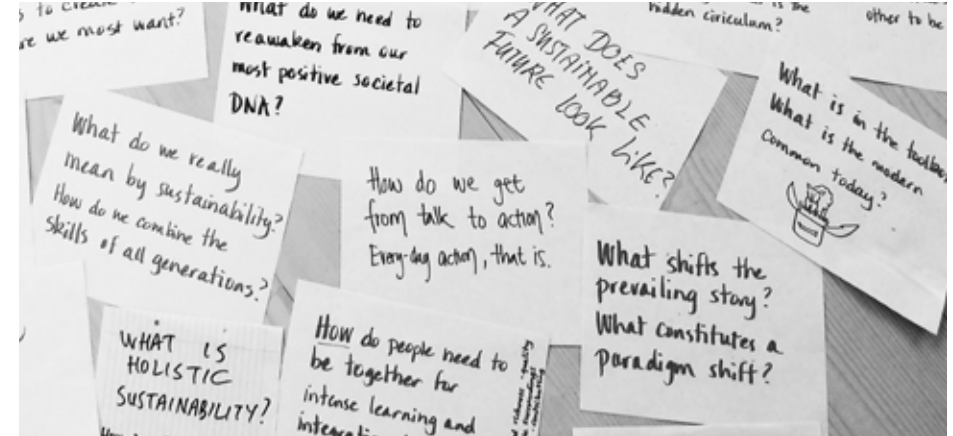 to create
re we most want?
What do we need to
reawaken from our
most positive societal
DNA?
WHAT DOES
A SUSTAINABLE
FUTURE LOOK LIKE?
is the
hidden ciriculum?
other to be
What is in the toolbox
What is the modern
common today?
What do we really
mean by sustainability?
How do we combine the
skills of all generations?
How do we get
from talk to action?
Every-day action, that is.
What shifts the
prevailing story?
What constitutes a
paradigm shift?
WHAT IS
HOLISTIC
SUSTAINABILITY?
How do people need to
be together for
intense learning and